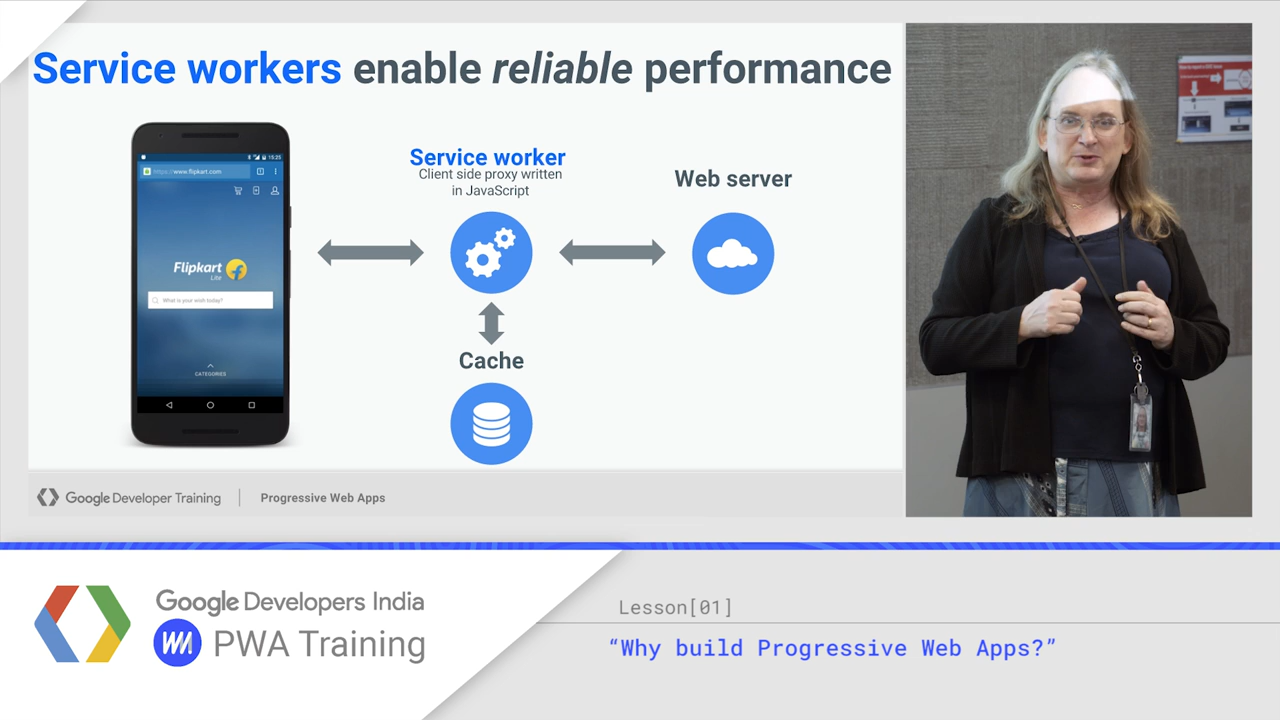 Service workers enable reliable performance
Service worker
Client side proxy written
in JavaScript
Web server
15:25
https://www.flipkart.com
Flipkart
Lite
What is your wish today?
CATEGORIES
Cache
Google Developer Training
Progressive Web Apps
Google Developers India
PWA Training
Lesson[01]
“Why build Progressive Web Apps?”